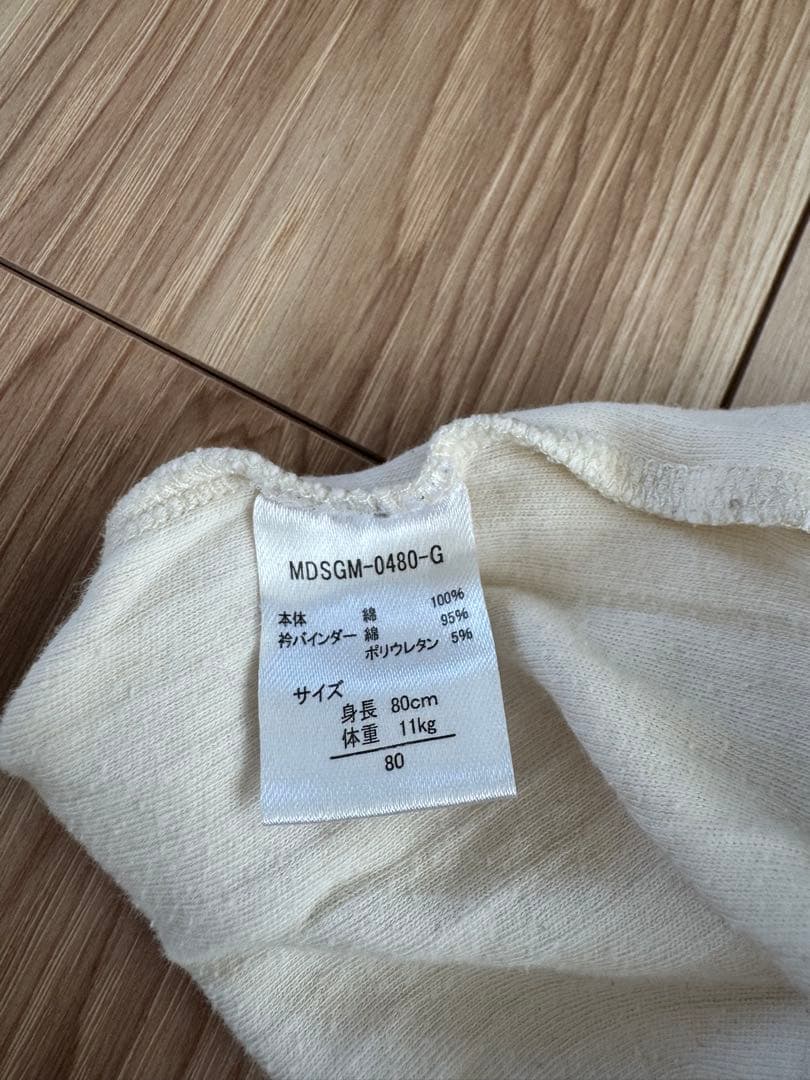 MDSGM-0480-G
本体 綿 100%
衿バインダー 綿 95%
ポリウレタン 5%
サイズ
身長 80cm
体重 11kg
80